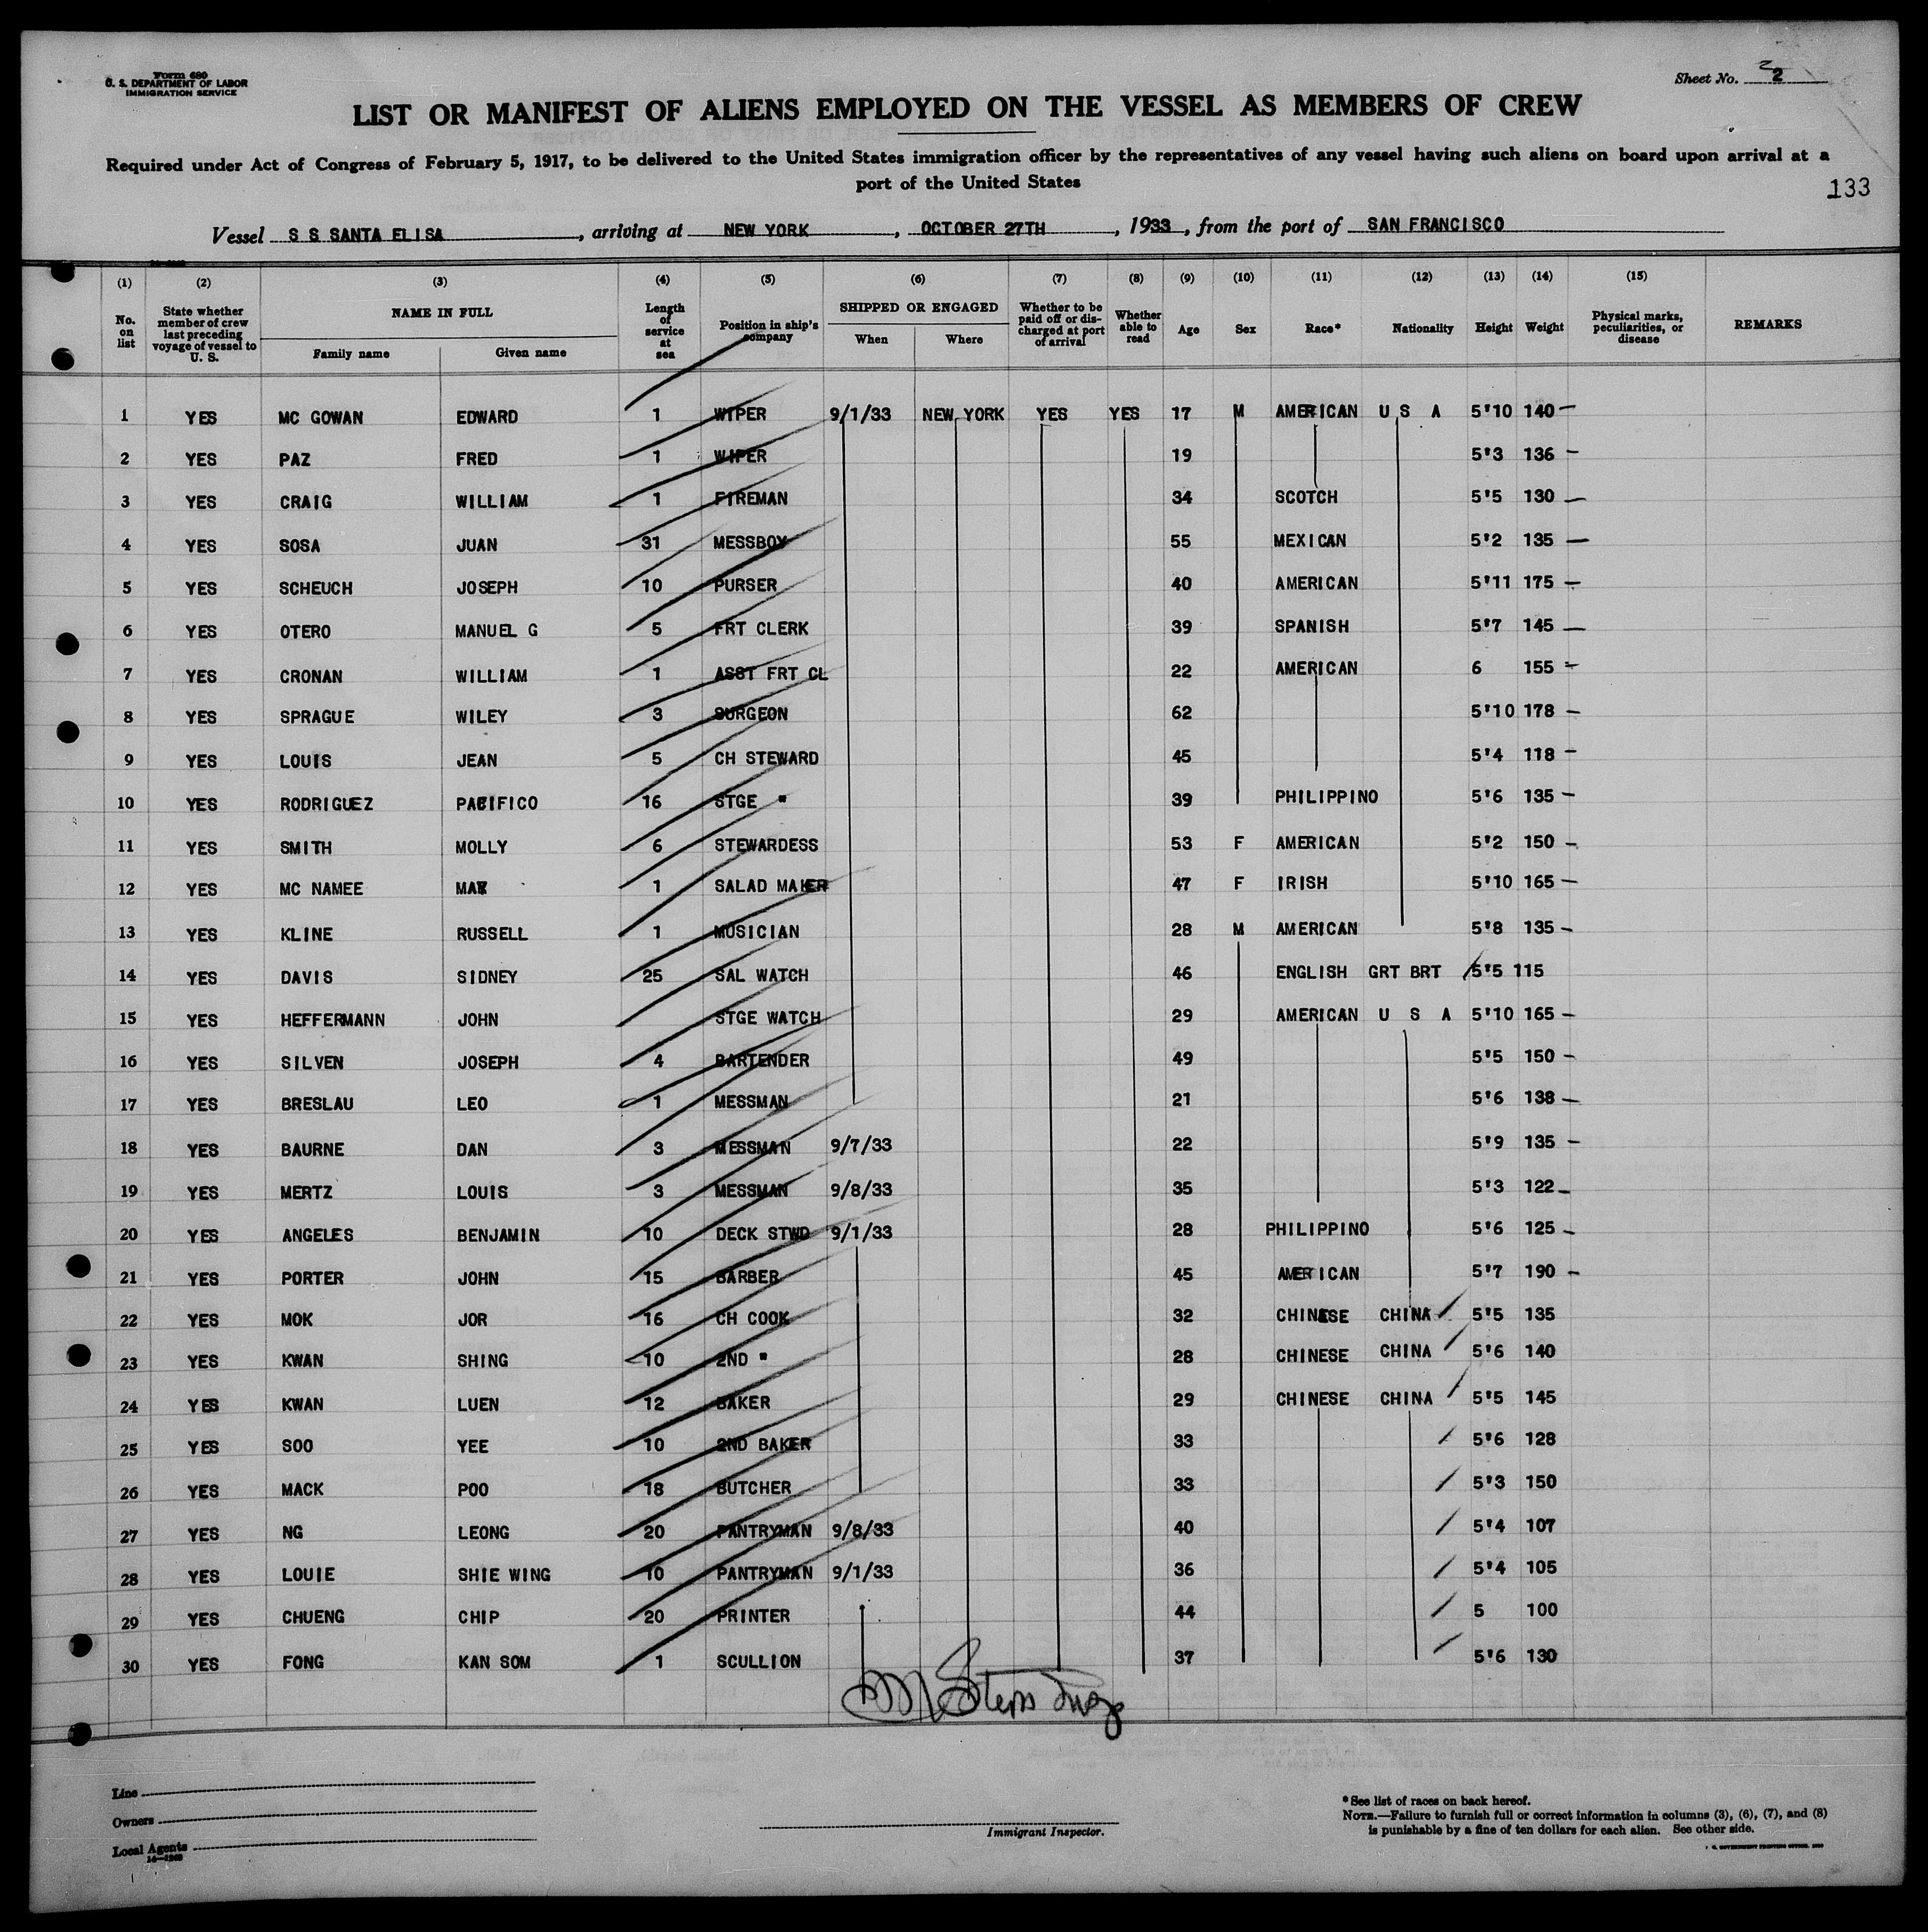 Form 680
U. S. DEPARTMENT OF LABOR
IMMIGRATION SERVICE
Sheet No. 2
LIST OR MANIFEST OF ALIENS EMPLOYED ON THE VESSEL AS MEMBERS OF CREW
Required under Act of Congress of February 5, 1917, to be delivered to the United States immigration officer by the representatives of any vessel having such aliens on board upon arrival at a
port of the United States
133
Vessel S S SANTA ELISA, arriving at NEW YORK, OCTOBER 27TH, 1933, from the port of SAN FRANCISCO
(1) (2) (3) (4) (5) (6) (7) (8) (9) (10) (11) (12) (13) (14) (15)
No. on list State whether member of crew last preceding voyage of vessel to U. S. NAME IN FULL Family name Given name Length of service at sea Position in ship's company SHIPPED OR ENGAGED When Where Whether to be paid off or discharged at port of arrival Whether able to read Age Sex Race* Nationality Height Weight Physical marks, peculiarities, or disease REMARKS
1 YES MC GOWAN EDWARD 1 WIPER 9/1/33 NEW YORK YES YES 17 M AMERICAN U S A 5'10 140 —
2 YES PAZ FRED 1 WIPER 19 5'3 136 —
3 YES CRAIG WILLIAM 1 FIREMAN 34 SCOTCH 5'5 130 —
4 YES SOSA JUAN 31 MESSBOY 55 MEXICAN 5'2 135 —
5 YES SCHEUCH JOSEPH 10 PURSER 40 AMERICAN 5'11 175 —
6 YES OTERO MANUEL G 5 FRT CLERK 39 SPANISH 5'7 145 —
7 YES CRONAN WILLIAM 1 ASST FRT CL 22 AMERICAN 6 155 —
8 YES SPRAGUE WILEY 3 SURGEON 62 5'10 178 —
9 YES LOUIS JEAN 5 CH STEWARD 45 5'4 118 —
10 YES RODRIGUEZ PACIFICO 16 STGE " 39 PHILIPPINO 5'6 135 —
11 YES SMITH MOLLY 6 STEWARDESS 53 F AMERICAN 5'2 150 —
12 YES MC NAMEE MAY 1 SALAD MAKER 47 F IRISH 5'10 165 —
13 YES KLINE RUSSELL 1 MUSICIAN 28 M AMERICAN 5'8 135 —
14 YES DAVIS SIDNEY 25 SAL WATCH 46 ENGLISH GRT BRT 5'5 115
15 YES HEFFERMANN JOHN STGE WATCH 29 AMERICAN U S A 5'10 165 —
16 YES SILVEN JOSEPH 4 BARTENDER 49 5'5 150 —
17 YES BRESLAU LEO 1 MESSMAN 21 5'6 138 —
18 YES BAURNE DAN 3 MESSMAN 9/7/33 22 5'9 135 —
19 YES MERTZ LOUIS 3 MESSMAN 9/8/33 35 5'3 122 —
20 YES ANGELES BENJAMIN 10 DECK STWD 9/1/33 28 PHILIPPINO 5'6 125 —
21 YES PORTER JOHN 15 BARBER 45 AMERICAN 5'7 190 —
22 YES MOK JOR 16 CH COOK 32 CHINESE CHINA 5'5 135
23 YES KWAN SHING 10 2ND " 28 CHINESE CHINA 5'6 140
24 YES KWAN LUEN 12 BAKER 29 CHINESE CHINA 5'5 145
25 YES SOO YEE 10 2ND BAKER 33 5'6 128
26 YES MACK POO 18 BUTCHER 33 5'3 150
27 YES NG LEONG 20 PANTRYMAN 9/8/33 40 5'4 107
28 YES LOUIE SHIE WING 10 PANTRYMAN 9/1/33 36 5'4 105
29 YES CHUENG CHIP 20 PRINTER 44 5 100
30 YES FONG KAN SOM 1 SCULLION 37 5'6 130
Line
Owners
Local Agents
Immigrant Inspector.
*See list of races on back hereof.
NOTE.—Failure to furnish full or correct information in columns (3), (6), (7), and (8)
is punishable by a fine of ten dollars for each alien. See other side.